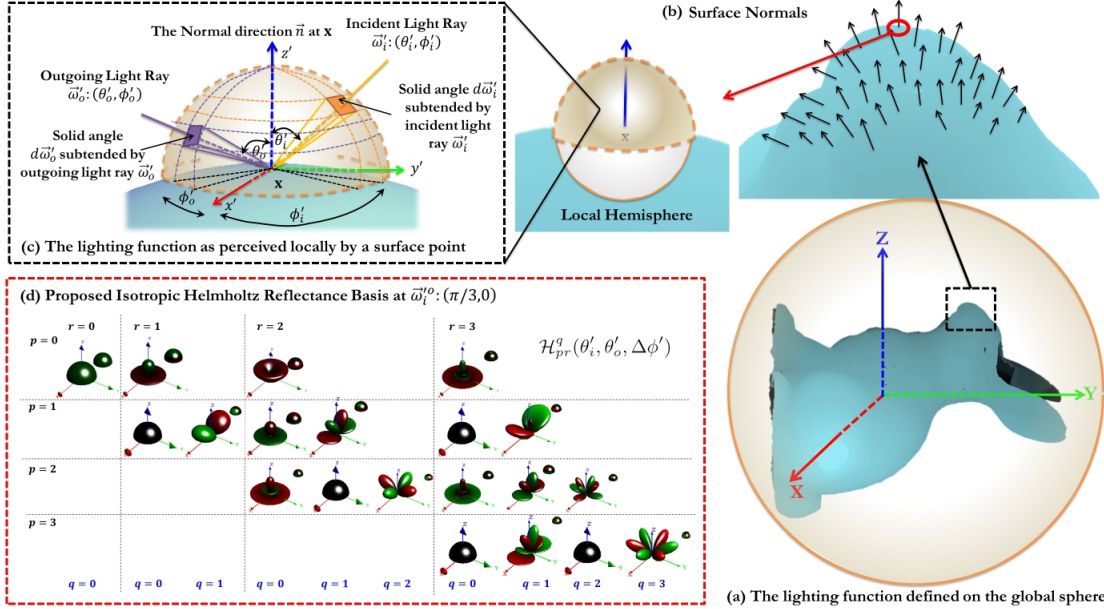 The Normal direction n⃗ at x
z′
Incident Light Ray
ω⃗′ᵢ: (θ′ᵢ, ϕ′ᵢ)
Outgoing Light Ray
ω⃗′ₒ: (θ′ₒ, ϕ′ₒ)
Solid angle dω⃗′ᵢ
subtended by
incident light
ray ω⃗′ᵢ
Solid angle
dω⃗′ₒ subtended by
outgoing light ray ω⃗′ₒ
θ′ₒ
θ′ᵢ
x
y′
x′
ϕ′ₒ
ϕ′ᵢ
(c) The lighting function as perceived locally by a surface point
x
Local Hemisphere
(b) Surface Normals
(d) Proposed Isotropic Helmholtz Reflectance Basis at ω⃗′ᵢᵒ: (π/3,0)
r = 0 r = 1 r = 2 r = 3
ℋ^q_pr(θ′ᵢ, θ′ₒ, Δϕ′)
p = 0
p = 1
p = 2
p = 3
q = 0 q = 0 q = 1 q = 0 q = 1 q = 2 q = 0 q = 1 q = 2 q = 3
Z
Y
X
(a) The lighting function defined on the global sphere